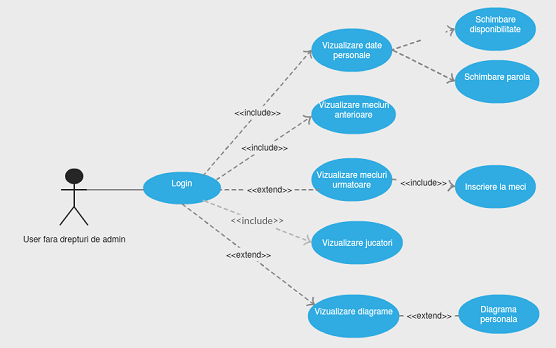 Schimbare
disponibilitate
Vizualizare date
personale
Schimbare parola
<<include>>
Vizualizare meciuri
anterioare
<<include>>
Login
Vizualizare meciuri
urmatoare
<<extend>>
<<include>>
Inscriere la meci
<<include>>
User fara drepturi de admin
Vizualizare jucatori
<<extend>>
Vizualizare diagrame
<<extend>>
Diagrama
personala